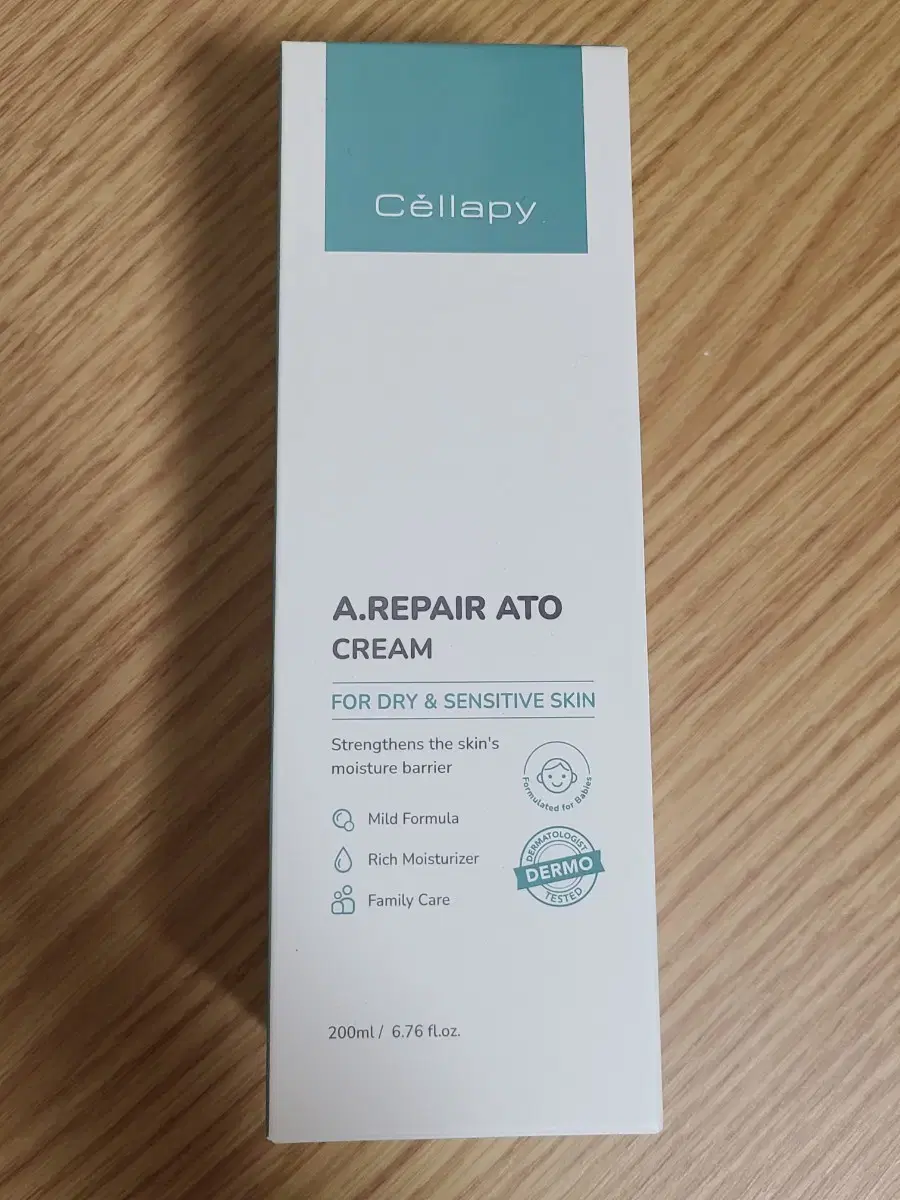 Cěllapy
A.REPAIR ATO
CREAM
FOR DRY & SENSITIVE SKIN
Strengthens the skin's
moisture barrier
Formulated for Babies
Mild Formula
Rich Moisturizer
Family Care
DERMATOLOGIST
DERMO
TESTED
200ml / 6.76 fl.oz.